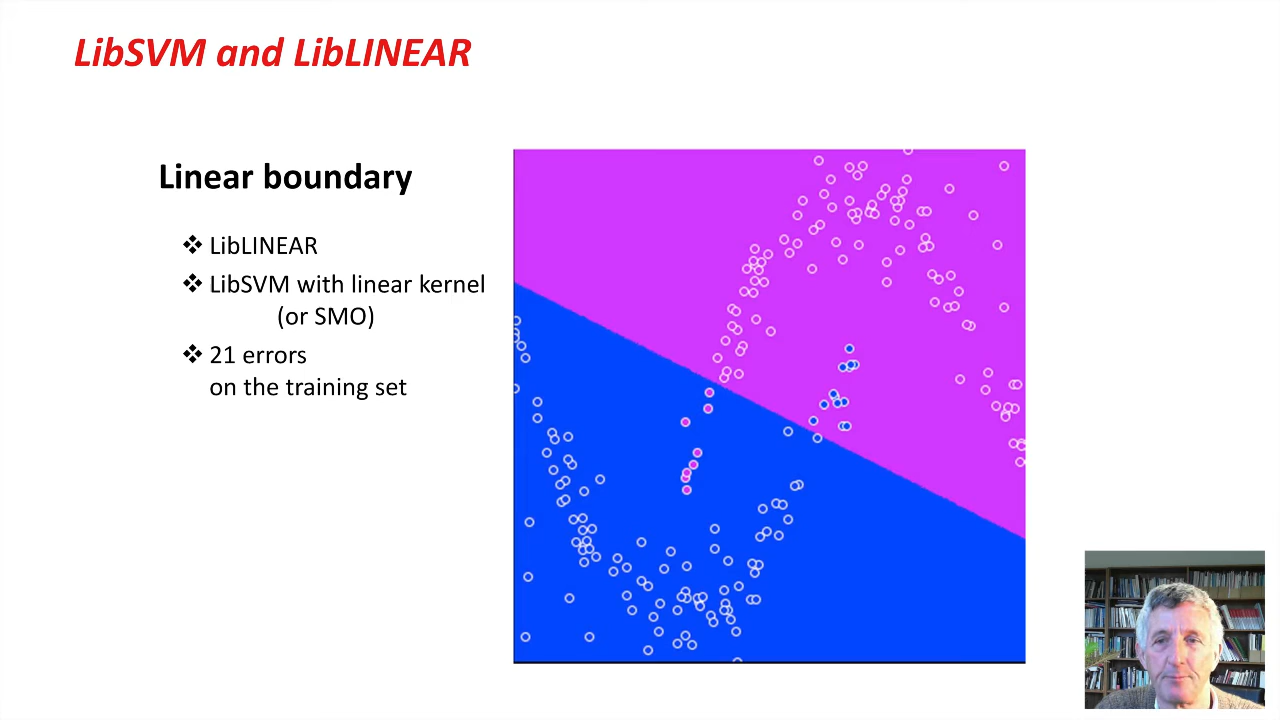 LibSVM and LibLINEAR
Linear boundary
❖ LibLINEAR
❖ LibSVM with linear kernel
(or SMO)
❖ 21 errors
on the training set